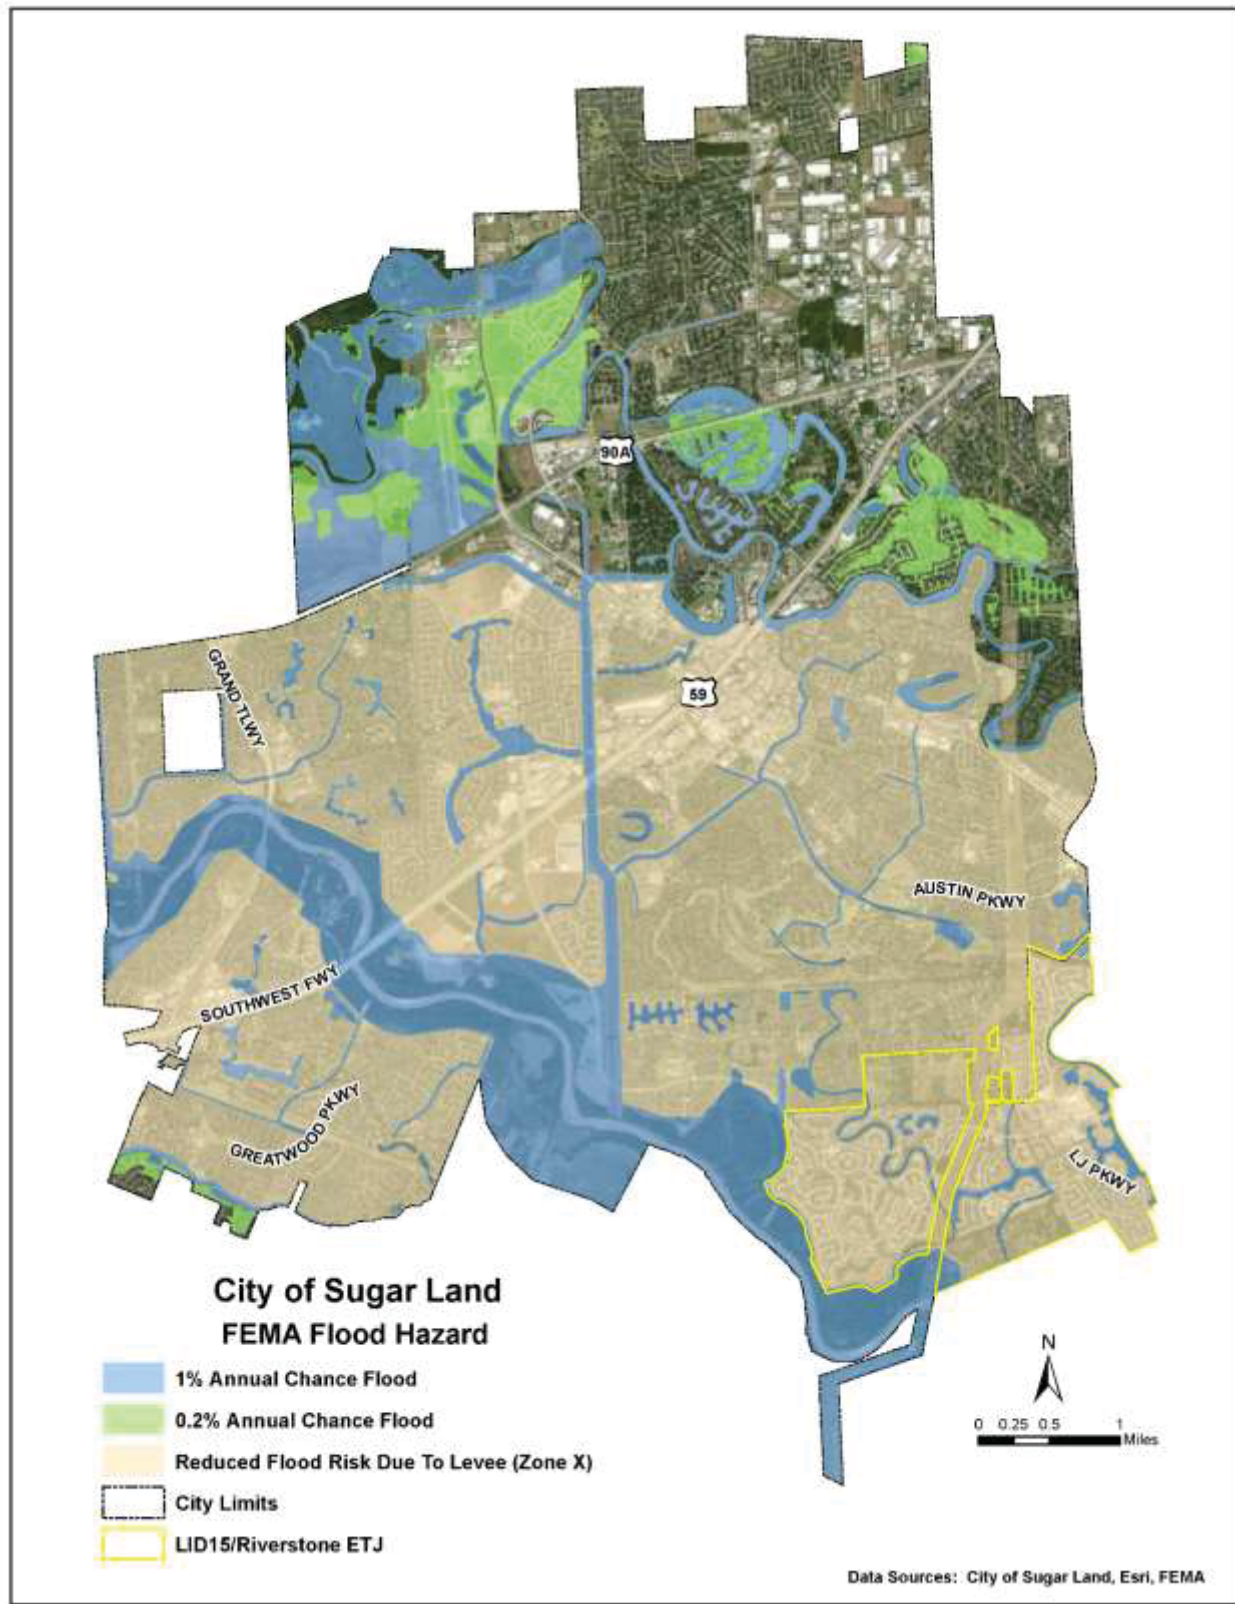 90A
59
GRAND TLWY
AUSTIN PKWY
SOUTHWEST FWY
GREATWOOD PKWY
LJ PKWY
City of Sugar Land
FEMA Flood Hazard
1% Annual Chance Flood
0.2% Annual Chance Flood
Reduced Flood Risk Due To Levee (Zone X)
City Limits
LID15/Riverstone ETJ
N
0 0.25 0.5 1
Miles
Data Sources: City of Sugar Land, Esri, FEMA